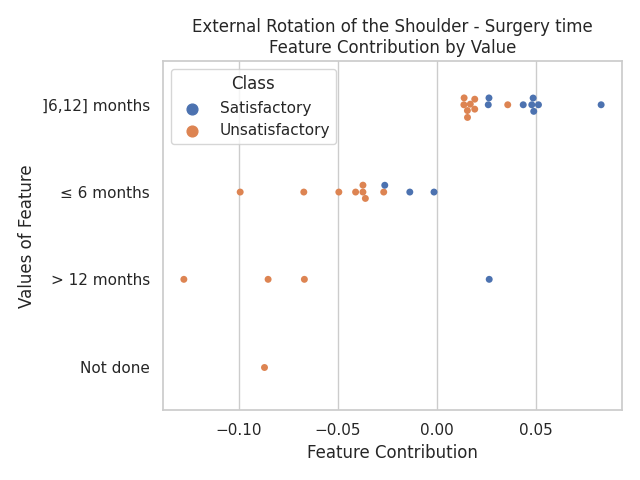 External Rotation of the Shoulder - Surgery time
Feature Contribution by Value
Class
Satisfactory
Unsatisfactory
Values of Feature
]6,12] months
≤ 6 months
> 12 months
Not done
−0.10
−0.05
0.00
0.05
Feature Contribution